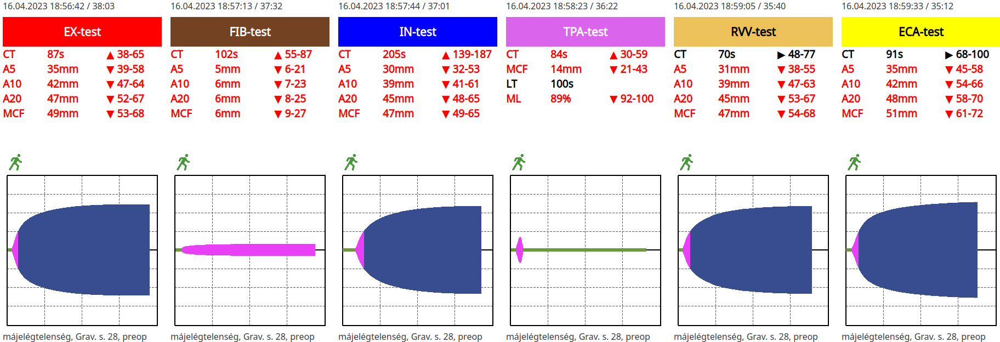 16.04.2023 18:56:42 / 38:03
EX-test
CT 87s ▲ 38-65
A5 35mm ▼ 39-58
A10 42mm ▼ 47-64
A20 47mm ▼ 52-67
MCF 49mm ▼ 53-68
májelégtelenség, Grav. s. 28, preop
16.04.2023 18:57:13 / 37:32
FIB-test
CT 102s ▲ 55-87
A5 5mm ▼ 6-21
A10 6mm ▼ 7-23
A20 6mm ▼ 8-25
MCF 6mm ▼ 9-27
májelégtelenség, Grav. s. 28, preop
16.04.2023 18:57:44 / 37:01
IN-test
CT 205s ▲ 139-187
A5 30mm ▼ 32-53
A10 39mm ▼ 41-61
A20 45mm ▼ 48-65
MCF 47mm ▼ 49-65
májelégtelenség, Grav. s. 28, preop
16.04.2023 18:58:23 / 36:22
TPA-test
CT 84s ▲ 30-59
MCF 14mm ▼ 21-43
LT 100s
ML 89% ▼ 92-100
májelégtelenség, Grav. s. 28, preop
16.04.2023 18:59:05 / 35:40
RVV-test
CT 70s ▶ 48-77
A5 31mm ▼ 38-55
A10 39mm ▼ 47-63
A20 45mm ▼ 53-67
MCF 47mm ▼ 54-68
májelégtelenség, Grav. s. 28, preop
16.04.2023 18:59:33 / 35:12
ECA-test
CT 91s ▶ 68-100
A5 35mm ▼ 45-58
A10 42mm ▼ 54-66
A20 48mm ▼ 58-70
MCF 51mm ▼ 61-72
májelégtelenség, Grav. s. 28, preop